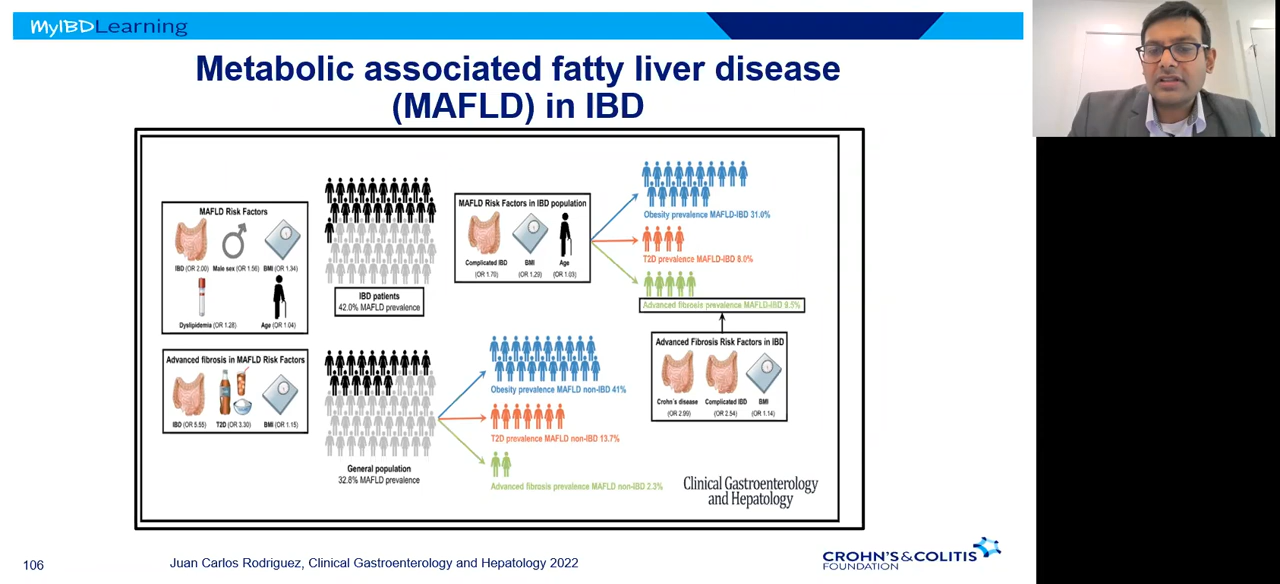 MyIBDLearning
Metabolic associated fatty liver disease
(MAFLD) in IBD
MAFLD Risk Factors
IBD (OR 2.00) Male sex (OR 1.56) BMI (OR 1.34)
Dyslipidemia (OR 1.28) Age (OR 1.04)
Advanced fibrosis in MAFLD Risk Factors
IBD (OR 5.55) T2D (OR 3.30) BMI (OR 1.15)
IBD patients
42.0% MAFLD prevalence
General population
32.8% MAFLD prevalence
MAFLD Risk Factors in IBD population
Complicated IBD BMI Age
(OR 1.70) (OR 1.29) (OR 1.03)
Obesity prevalence MAFLD-IBD 31.0%
T2D prevalence MAFLD-IBD 8.0%
Advanced fibrosis prevalence MAFLD-IBD 9.5%
Advanced Fibrosis Risk Factors in IBD
Crohn's disease Complicated IBD BMI
(OR 2.99) (OR 2.54) (OR 1.14)
Obesity prevalence MAFLD non-IBD 41%
T2D prevalence MAFLD non-IBD 13.7%
Advanced fibrosis prevalence MAFLD non-IBD 2.3%
Clinical Gastroenterology
and Hepatology
106
Juan Carlos Rodriguez, Clinical Gastroenterology and Hepatology 2022
CROHN'S & COLITIS
FOUNDATION